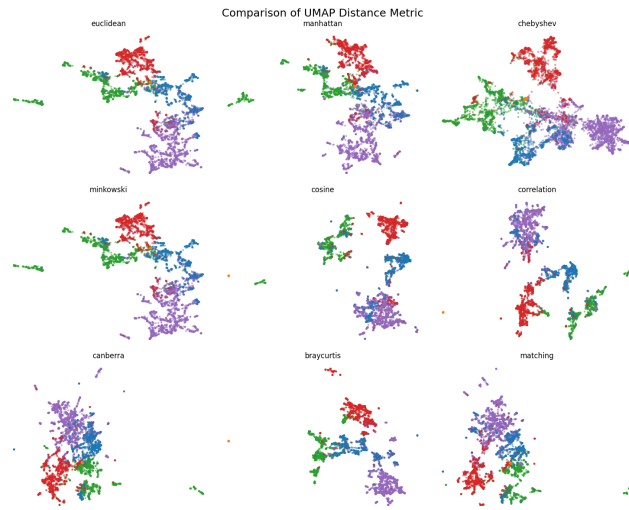 Comparison of UMAP Distance Metric
euclidean
manhattan
chebyshev
minkowski
cosine
correlation
canberra
braycurtis
matching